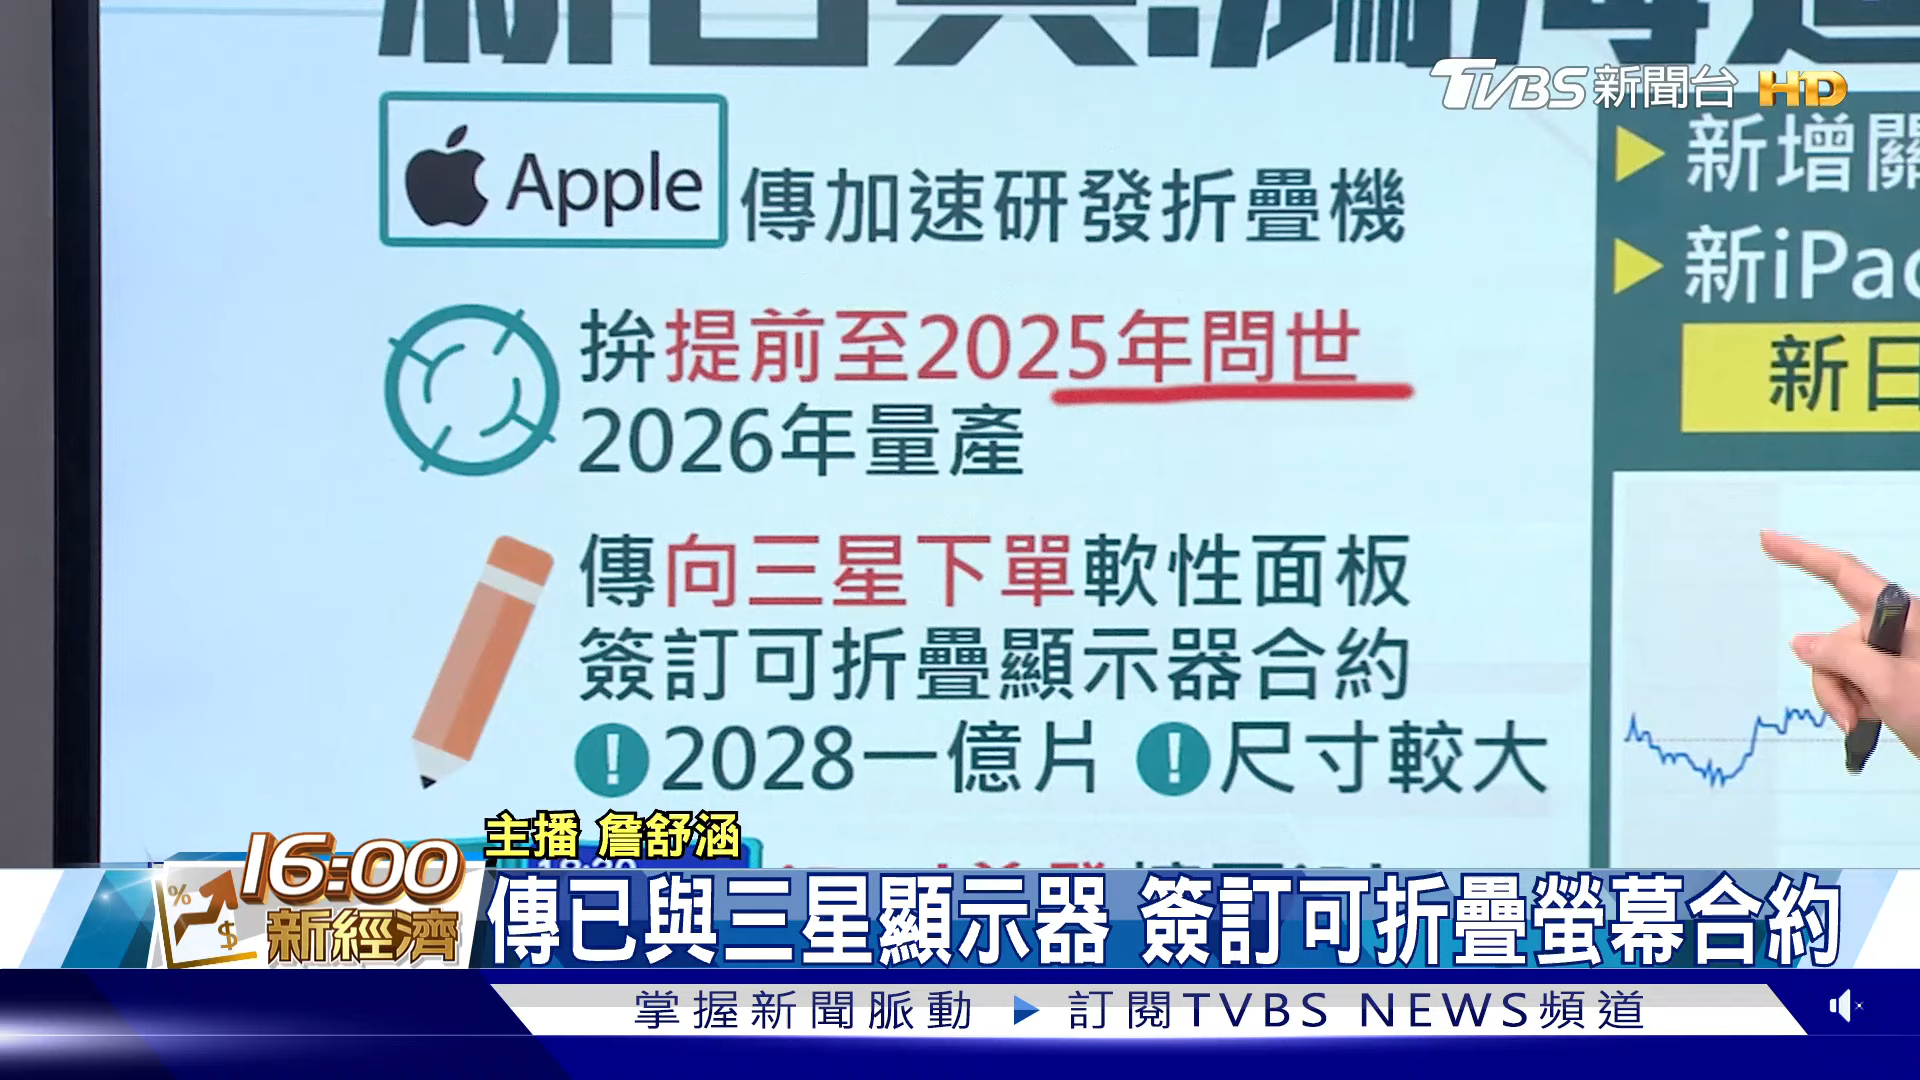 TVBS新聞台 HD
Apple 傳加速研發折疊機
拚提前至2025年問世
2026年量產
傳向三星下單軟性面板
簽訂可折疊顯示器合約
! 2028一億片 ! 尺寸較大
新增關
新iPad
新日
主播 詹舒涵
16:00
% $
新經濟
傳已與三星顯示器 簽訂可折疊螢幕合約
掌握新聞脈動 ▶ 訂閱TVBS NEWS頻道